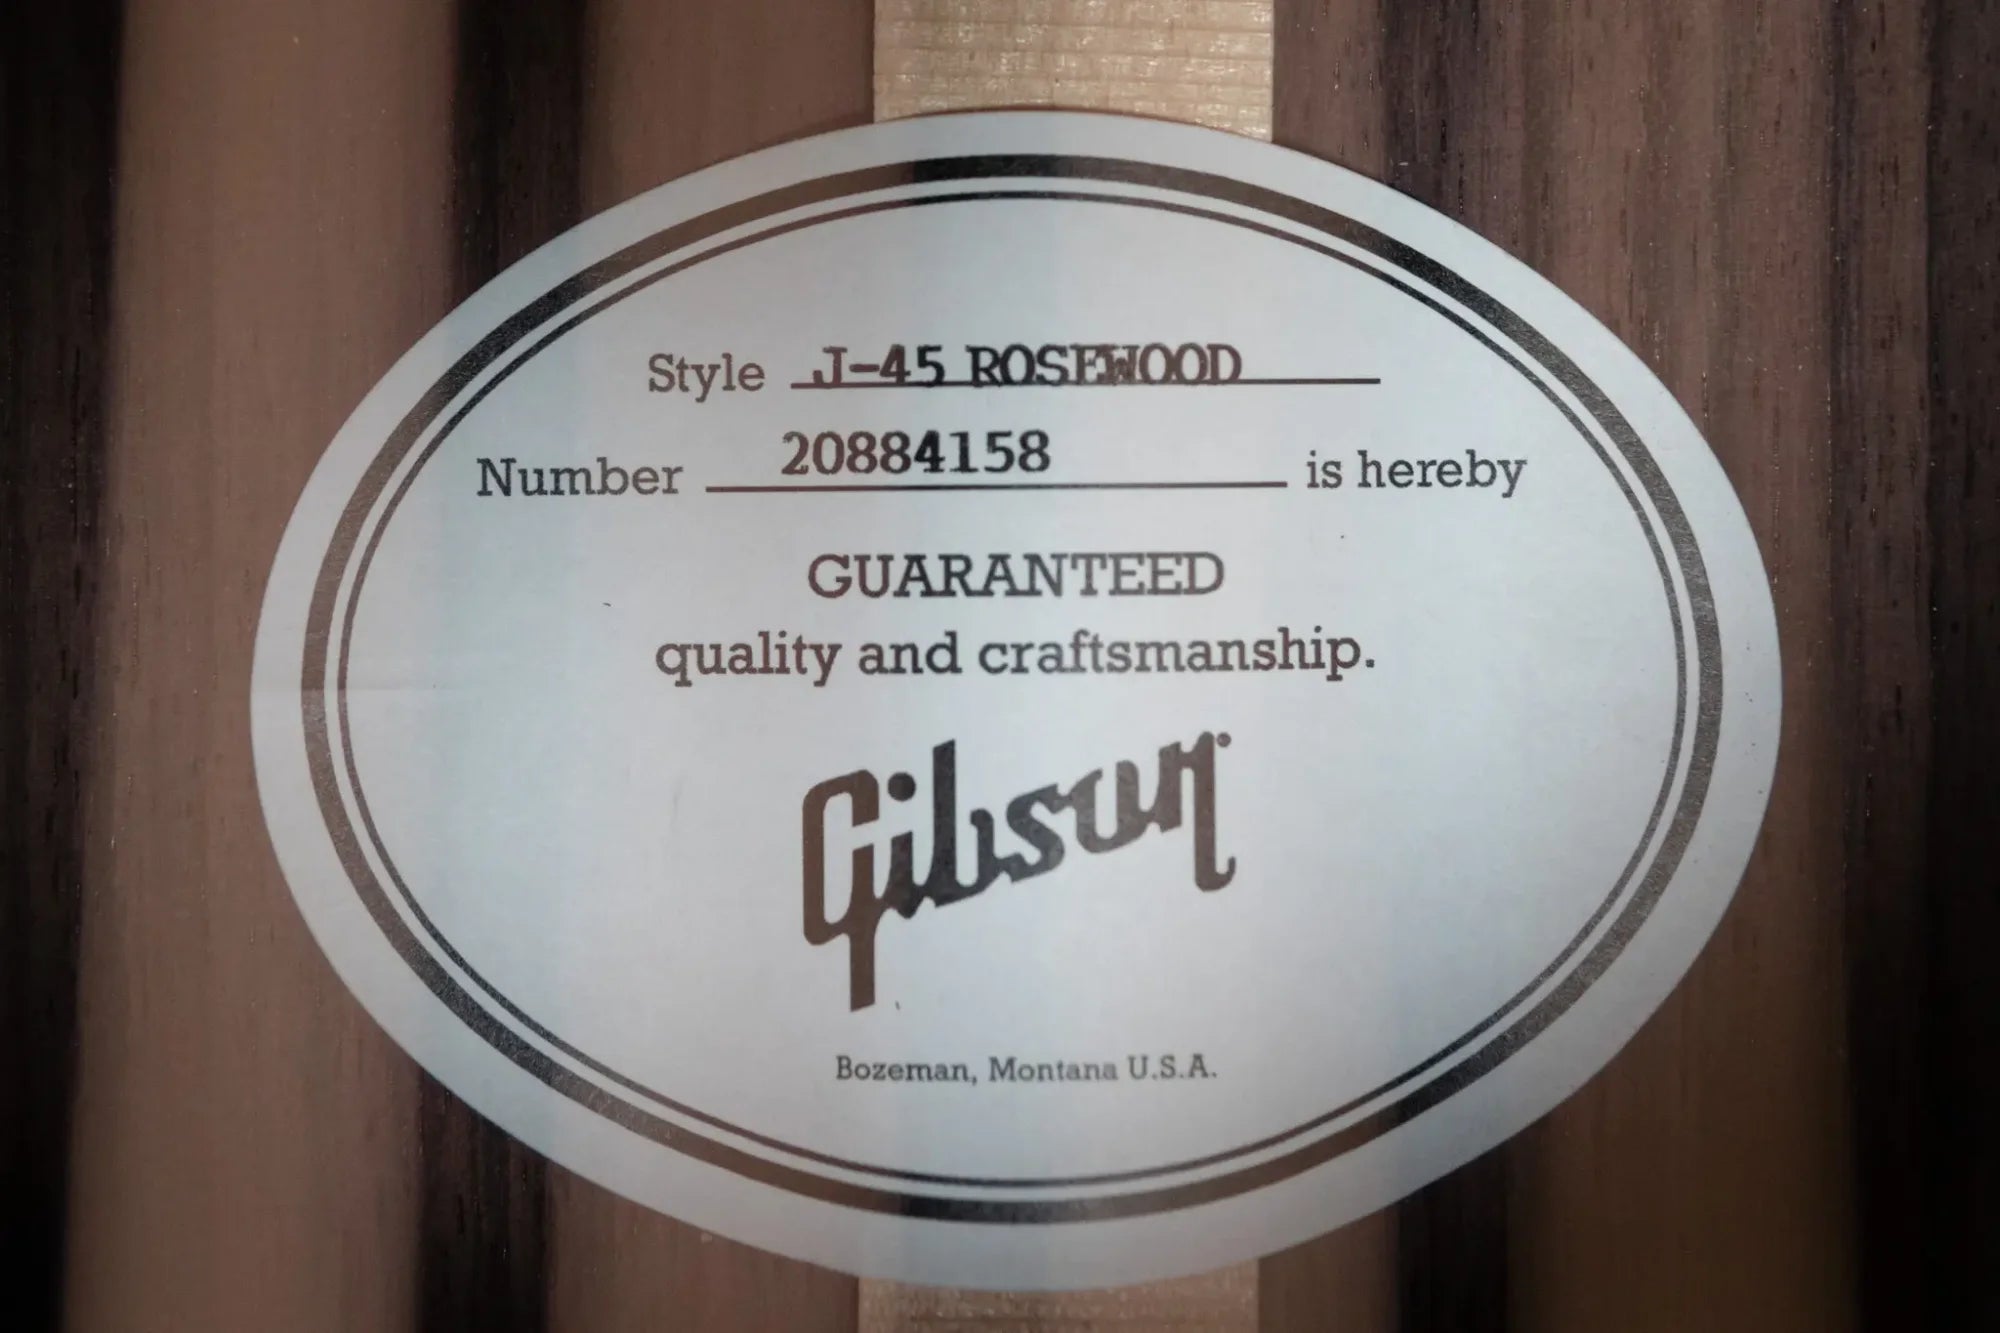 Style J-45 ROSEWOOD
Number 20884158 is hereby
GUARANTEED
quality and craftsmanship.
Gibson
Bozeman, Montana U.S.A.